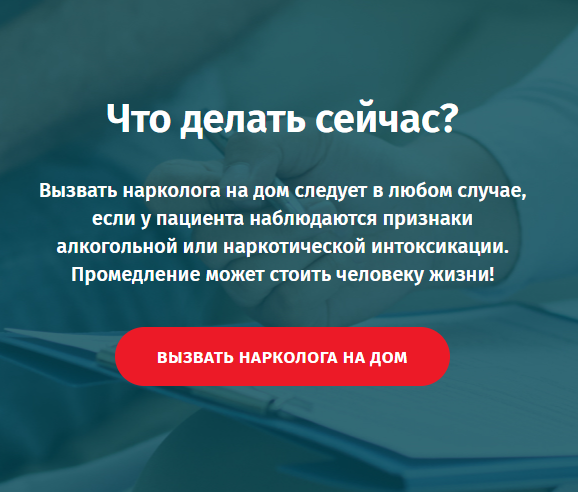 Что делать сейчас?
Вызвать нарколога на дом следует в любом случае,
если у пациента наблюдаются признаки
алкогольной или наркотической интоксикации.
Промедление может стоить человеку жизни!
ВЫЗВАТЬ НАРКОЛОГА НА ДОМ